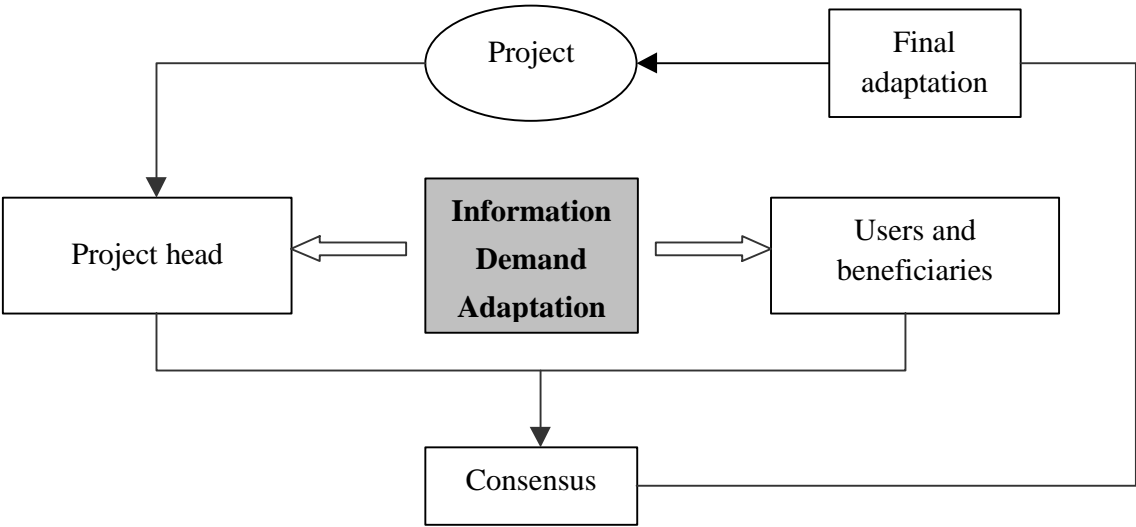 Project
Final
adaptation
Project head
Information
Demand
Adaptation
Users and
beneficiaries
Consensus